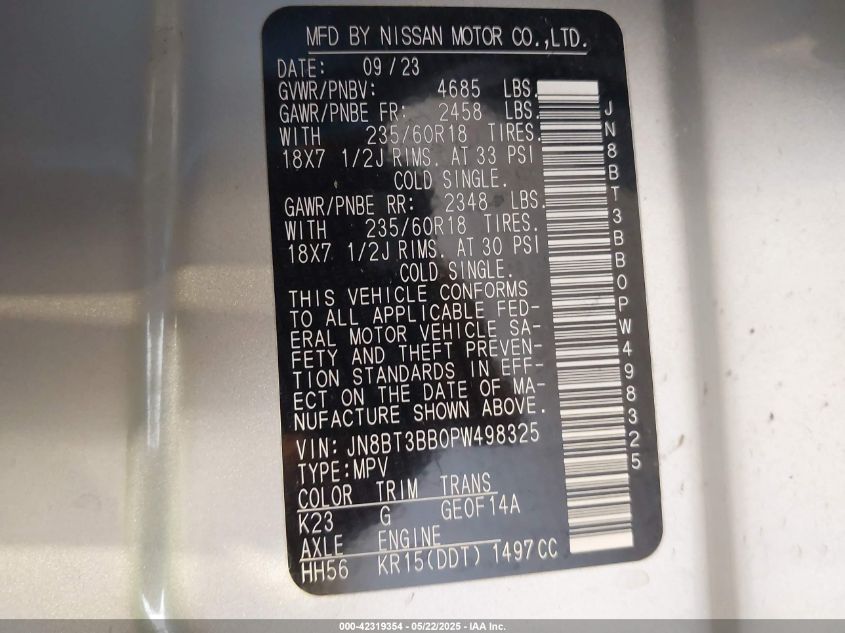 MFD BY NISSAN MOTOR CO.,LTD.
DATE: 09/23
GVWR/PNBV: 4685 LBS.
GAWR/PNBE FR: 2458 LBS.
WITH 235/60R18 TIRES.
18X7 1/2J RIMS. AT 33 PSI
COLD SINGLE.
GAWR/PNBE RR: 2348 LBS.
WITH 235/60R18 TIRES.
18X7 1/2J RIMS. AT 30 PSI
COLD SINGLE.
THIS VEHICLE CONFORMS
TO ALL APPLICABLE FED-
ERAL MOTOR VEHICLE SA-
FETY AND THEFT PREVEN-
TION STANDARDS IN EFF-
ECT ON THE DATE OF MA-
NUFACTURE SHOWN ABOVE.
VIN: JN8BT3BB0PW498325
TYPE:MPV
COLOR TRIM TRANS
K23 G GE0F14A
AXLE ENGINE
HH56 KR15(DDT) 1497CC
JN8BT3BB0PW498325
000-42319354 - 05/22/2025 - IAA Inc.